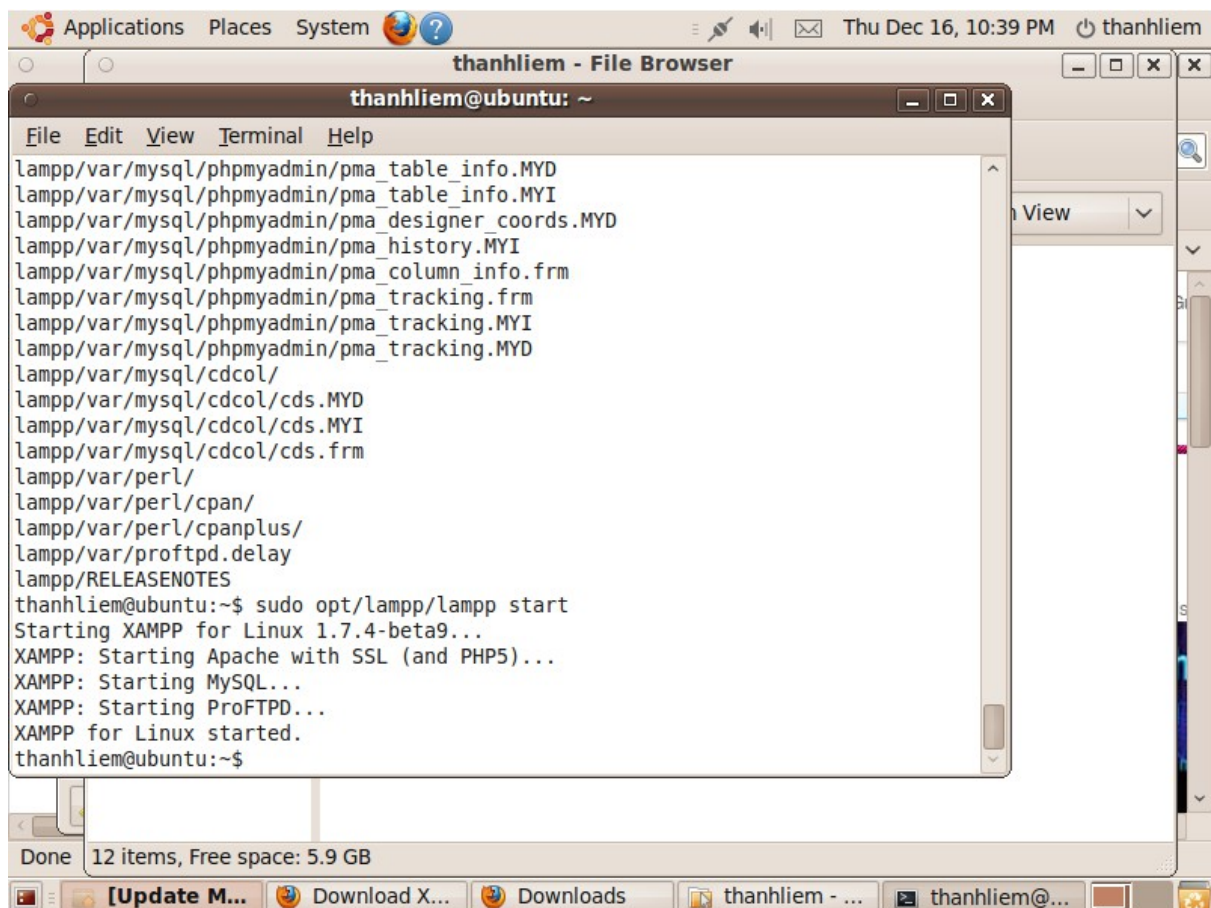 Applications Places System Thu Dec 16, 10:39 PM thanhliem
thanhliem - File Browser
thanhliem@ubuntu: ~
File Edit View Terminal Help
lampp/var/mysql/phpmyadmin/pma_table_info.MYD
lampp/var/mysql/phpmyadmin/pma_table_info.MYI
lampp/var/mysql/phpmyadmin/pma_designer_coords.MYD
lampp/var/mysql/phpmyadmin/pma_history.MYI
lampp/var/mysql/phpmyadmin/pma_column_info.frm
lampp/var/mysql/phpmyadmin/pma_tracking.frm
lampp/var/mysql/phpmyadmin/pma_tracking.MYI
lampp/var/mysql/phpmyadmin/pma_tracking.MYD
lampp/var/mysql/cdcol/
lampp/var/mysql/cdcol/cds.MYD
lampp/var/mysql/cdcol/cds.MYI
lampp/var/mysql/cdcol/cds.frm
lampp/var/perl/
lampp/var/perl/cpan/
lampp/var/perl/cpanplus/
lampp/var/proftpd.delay
lampp/RELEASENOTES
thanhliem@ubuntu:~$ sudo opt/lampp/lampp start
Starting XAMPP for Linux 1.7.4-beta9...
XAMPP: Starting Apache with SSL (and PHP5)...
XAMPP: Starting MySQL...
XAMPP: Starting ProFTPD...
XAMPP for Linux started.
thanhliem@ubuntu:~$
View
Done 12 items, Free space: 5.9 GB
[Update M... Download X... Downloads thanhliem - ... thanhliem@...